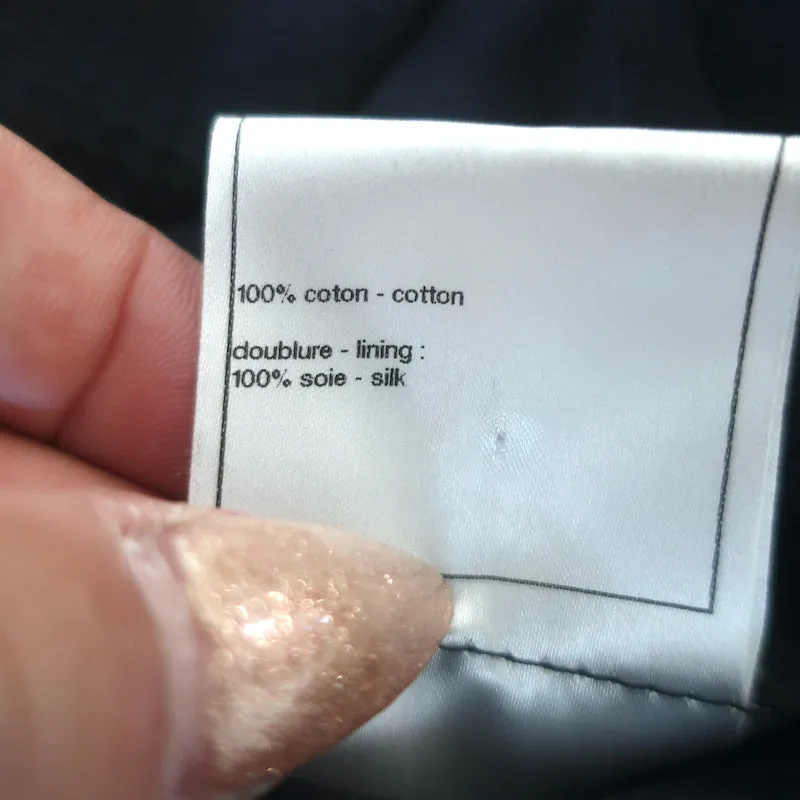 100% coton - cotton
doublure - lining :
100% soie - silk